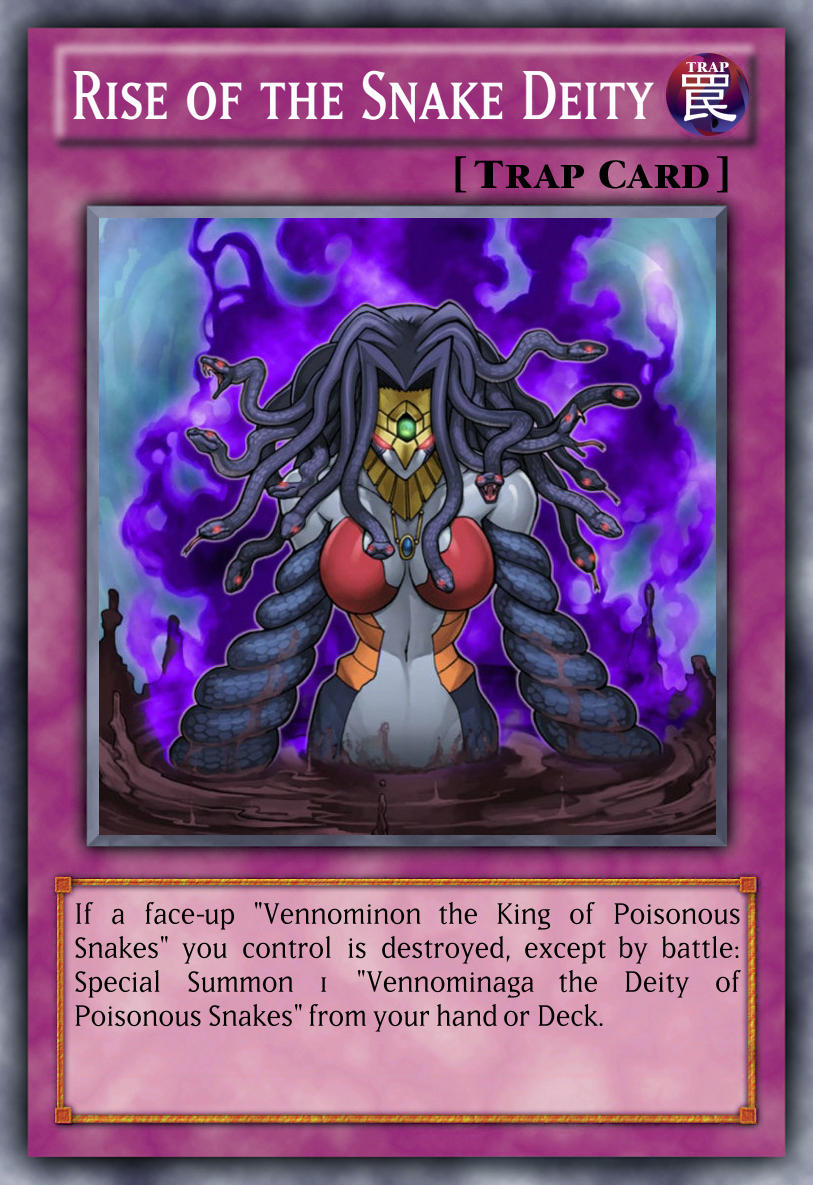 Rise of the Snake Deity
TRAP
罠
[Trap Card]
If a face-up "Vennominon the King of Poisonous
Snakes" you control is destroyed, except by battle:
Special Summon 1 "Vennominaga the Deity of
Poisonous Snakes" from your hand or Deck.